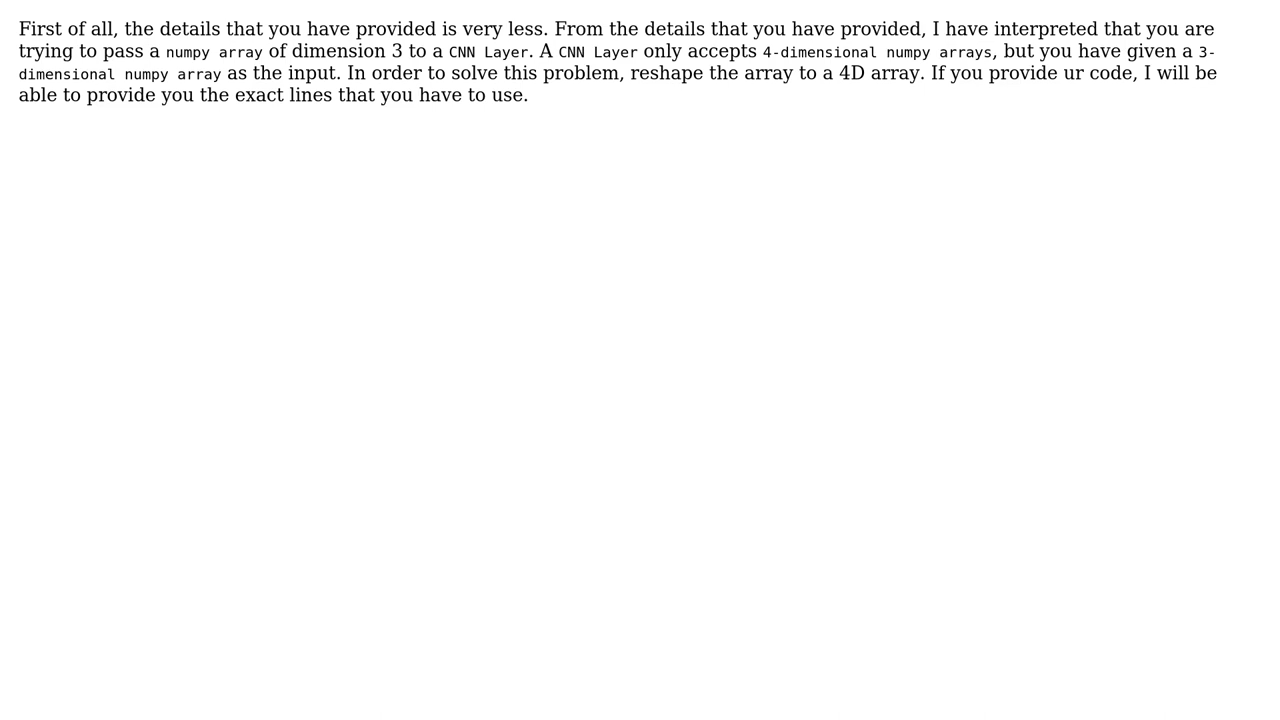 First of all, the details that you have provided is very less. From the details that you have provided, I have interpreted that you are
trying to pass a numpy array of dimension 3 to a CNN Layer. A CNN Layer only accepts 4-dimensional numpy arrays, but you have given a 3-
dimensional numpy array as the input. In order to solve this problem, reshape the array to a 4D array. If you provide ur code, I will be
able to provide you the exact lines that you have to use.